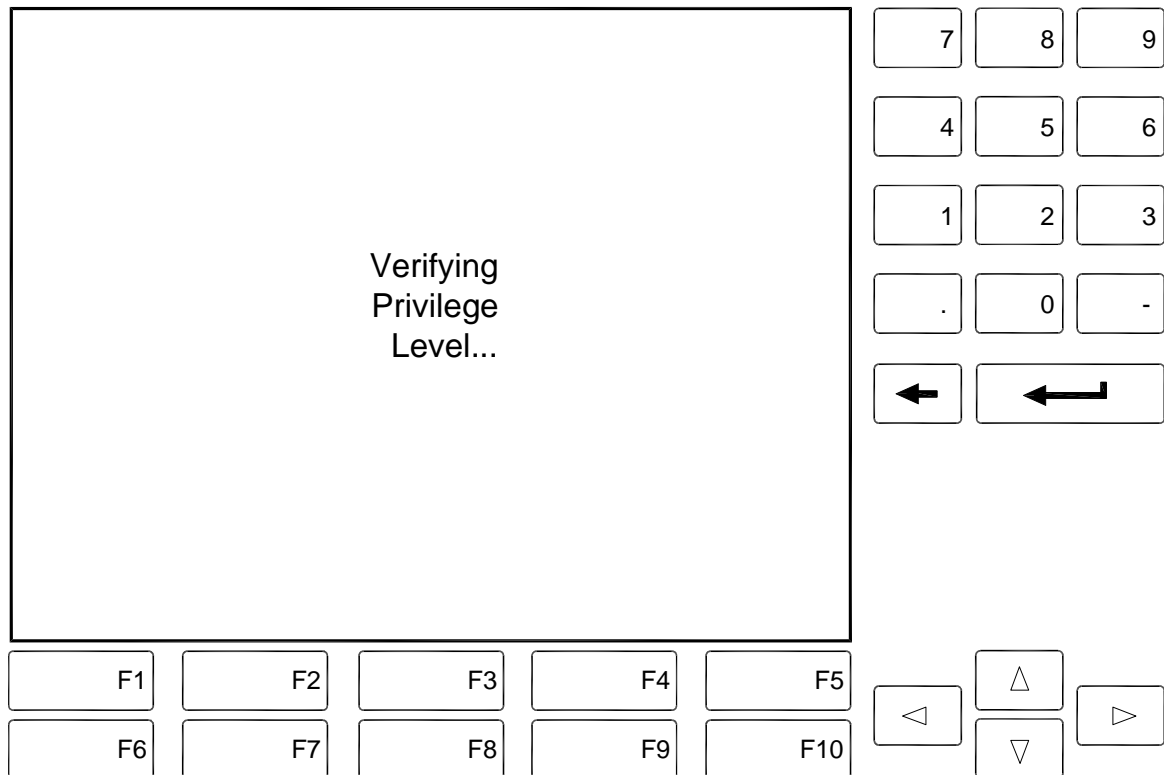 Verifying
Privilege
Level...
7 8 9
4 5 6
1 2 3
. 0 -
F1 F2 F3 F4 F5
F6 F7 F8 F9 F10